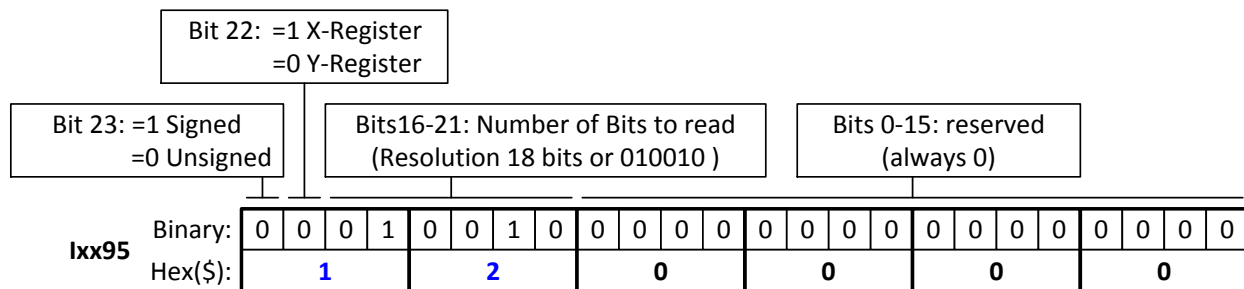 Bit 22: =1 X-Register
=0 Y-Register
Bit 23: =1 Signed
=0 Unsigned
Bits16-21: Number of Bits to read
(Resolution 18 bits or 010010 )
Bits 0-15: reserved
(always 0)
Ixx95
Binary: 0 0 0 1 0 0 1 0 0 0 0 0 0 0 0 0 0 0 0 0 0 0 0 0
Hex($): 1 2 0 0 0 0